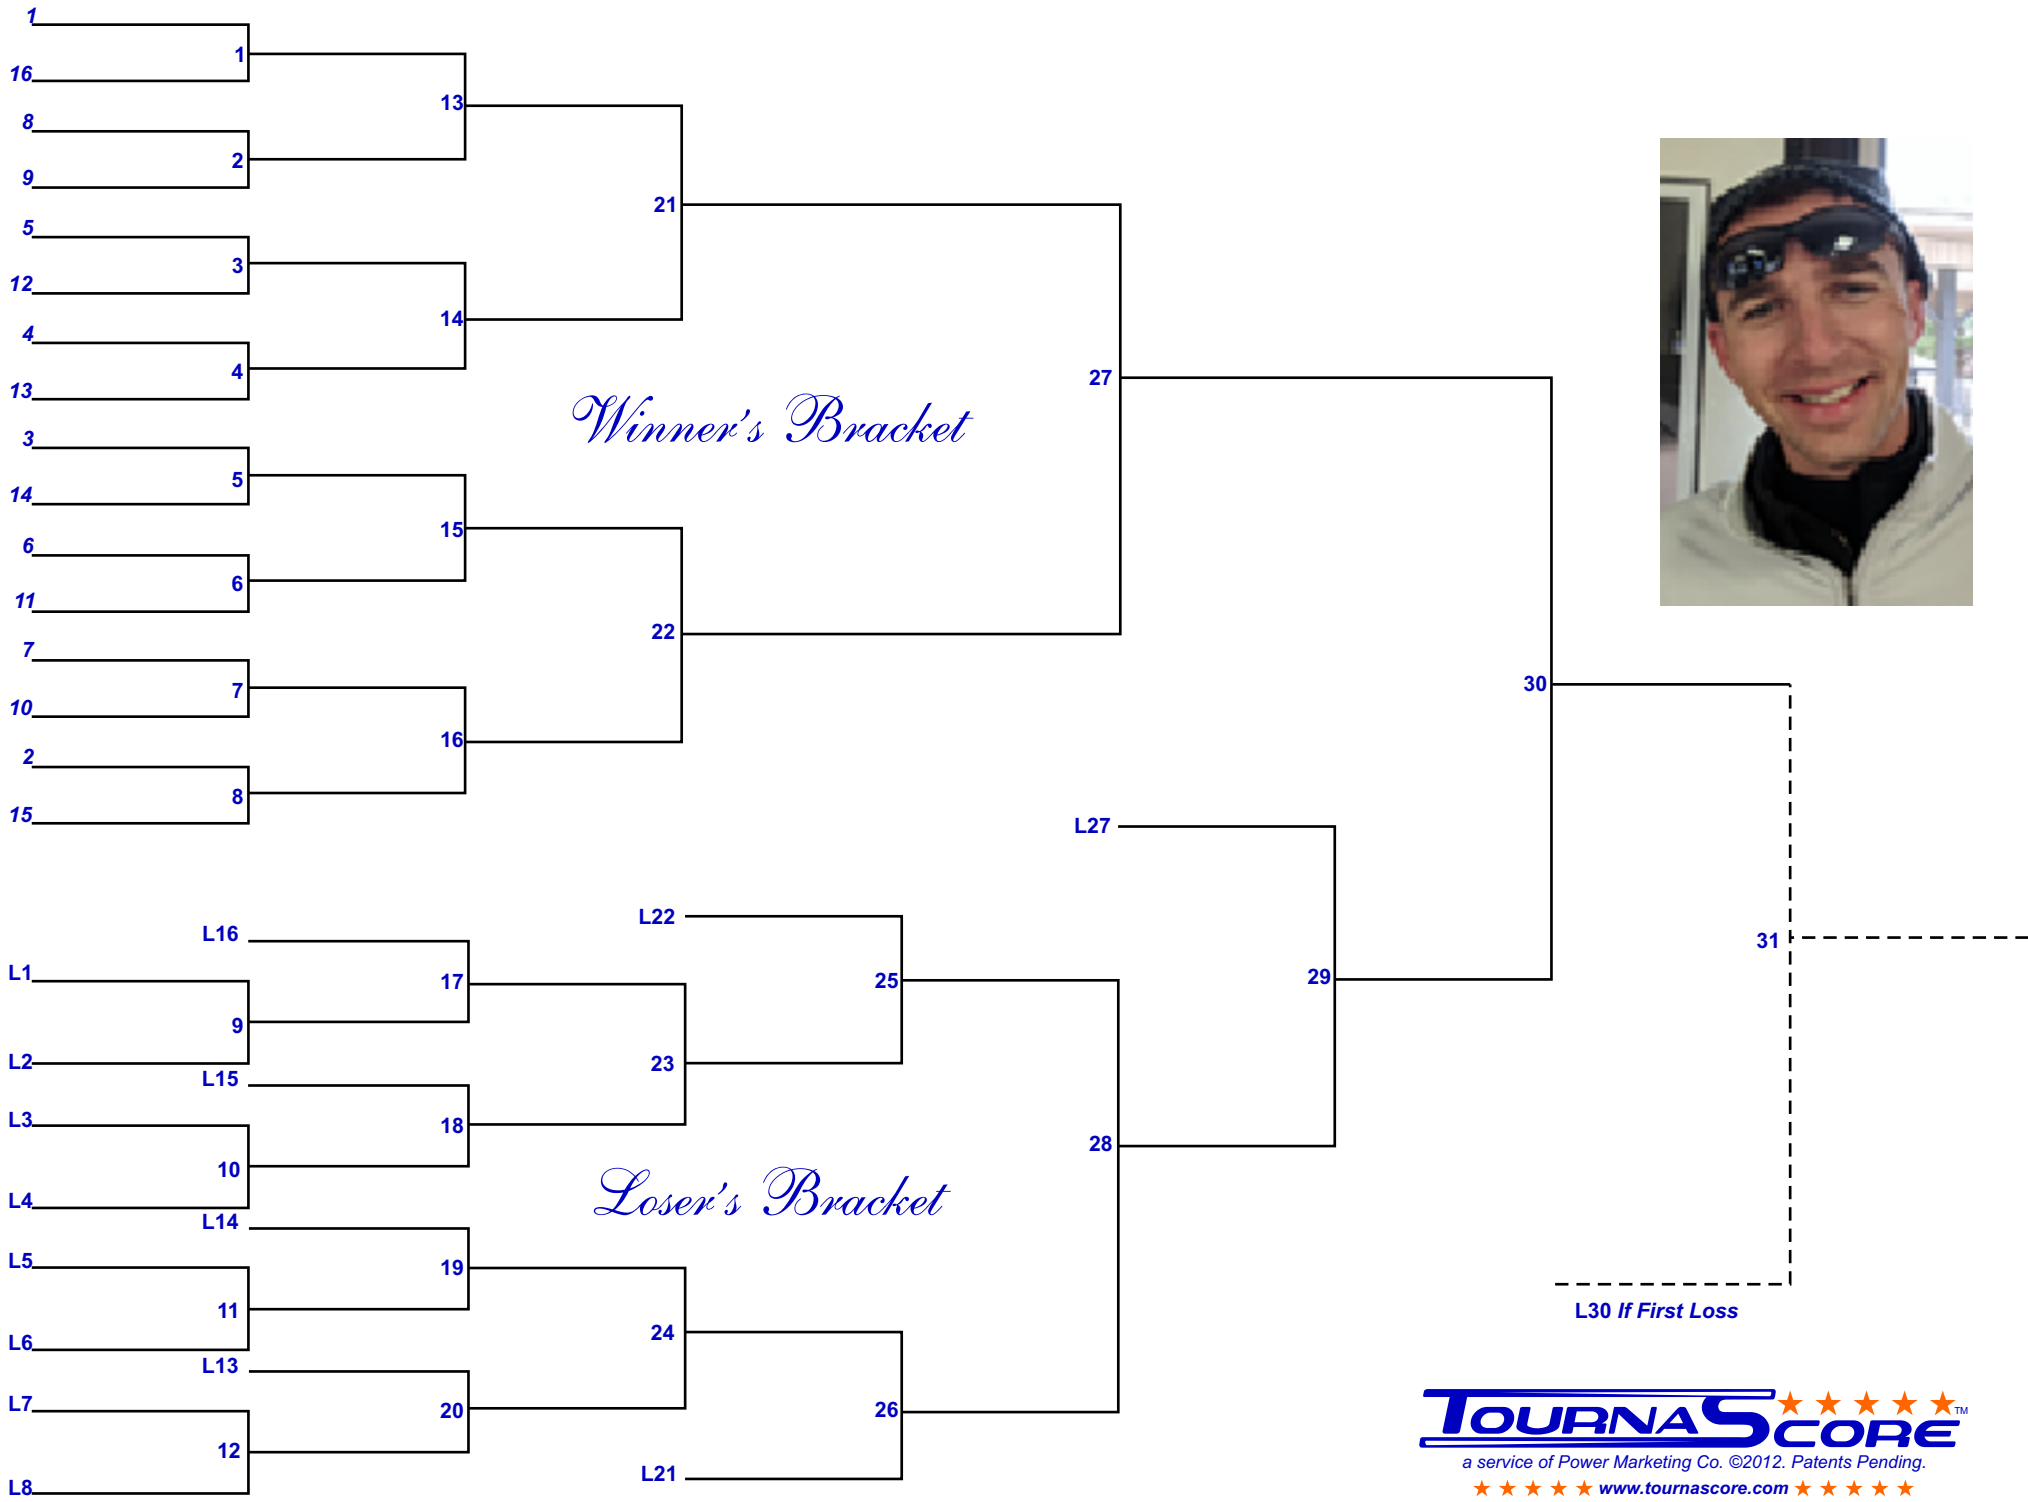 1
1
16
13
8
2
9
21
5
3
12
14
4
4
13
27
Winner's Bracket
3
5
14
15
6
6
11
22
7
7
10
30
16
2
8
15
L27
L22
L16
31
L1
17
25
29
9
L2
23
L15
L3
18
28
10
L4
Loser's Bracket
L14
L5
19
11
L30 If First Loss
24
L6
L13
L7
20
26
12
L21
L8
TOURNASCORE TM
a service of Power Marketing Co. ©2012. Patents Pending.
www.tournascore.com